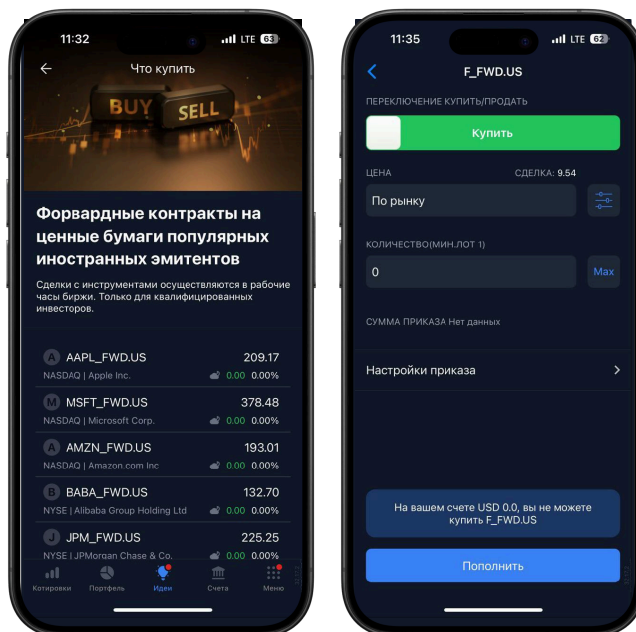 11:32
LTE 63
Что купить
BUY
SELL
Форвардные контракты на
ценные бумаги популярных
иностранных эмитентов
Сделки с инструментами осуществляются в рабочие
часы биржи. Только для квалифицированных
инвесторов.
A AAPL_FWD.US 209.17
NASDAQ | Apple Inc. 0.00 0.00%
M MSFT_FWD.US 378.48
NASDAQ | Microsoft Corp. 0.00 0.00%
A AMZN_FWD.US 193.01
NASDAQ | Amazon.com Inc 0.00 0.00%
B BABA_FWD.US 132.70
NYSE | Alibaba Group Holding Ltd 0.00 0.00%
J JPM_FWD.US 225.25
NYSE | JPMorgan Chase & Co. 0.00 0.00%
Котировки Портфель Идеи Счета Меню
11:35
LTE 62
F_FWD.US
ПЕРЕКЛЮЧЕНИЕ КУПИТЬ/ПРОДАТЬ
Купить
ЦЕНА СДЕЛКА: 9.54
По рынку
КОЛИЧЕСТВО(МИН.ЛОТ 1)
0 Max
СУММА ПРИКАЗА Нет данных
Настройки приказа
На вашем счете USD 0.0, вы не можете
купить F_FWD.US
Пополнить